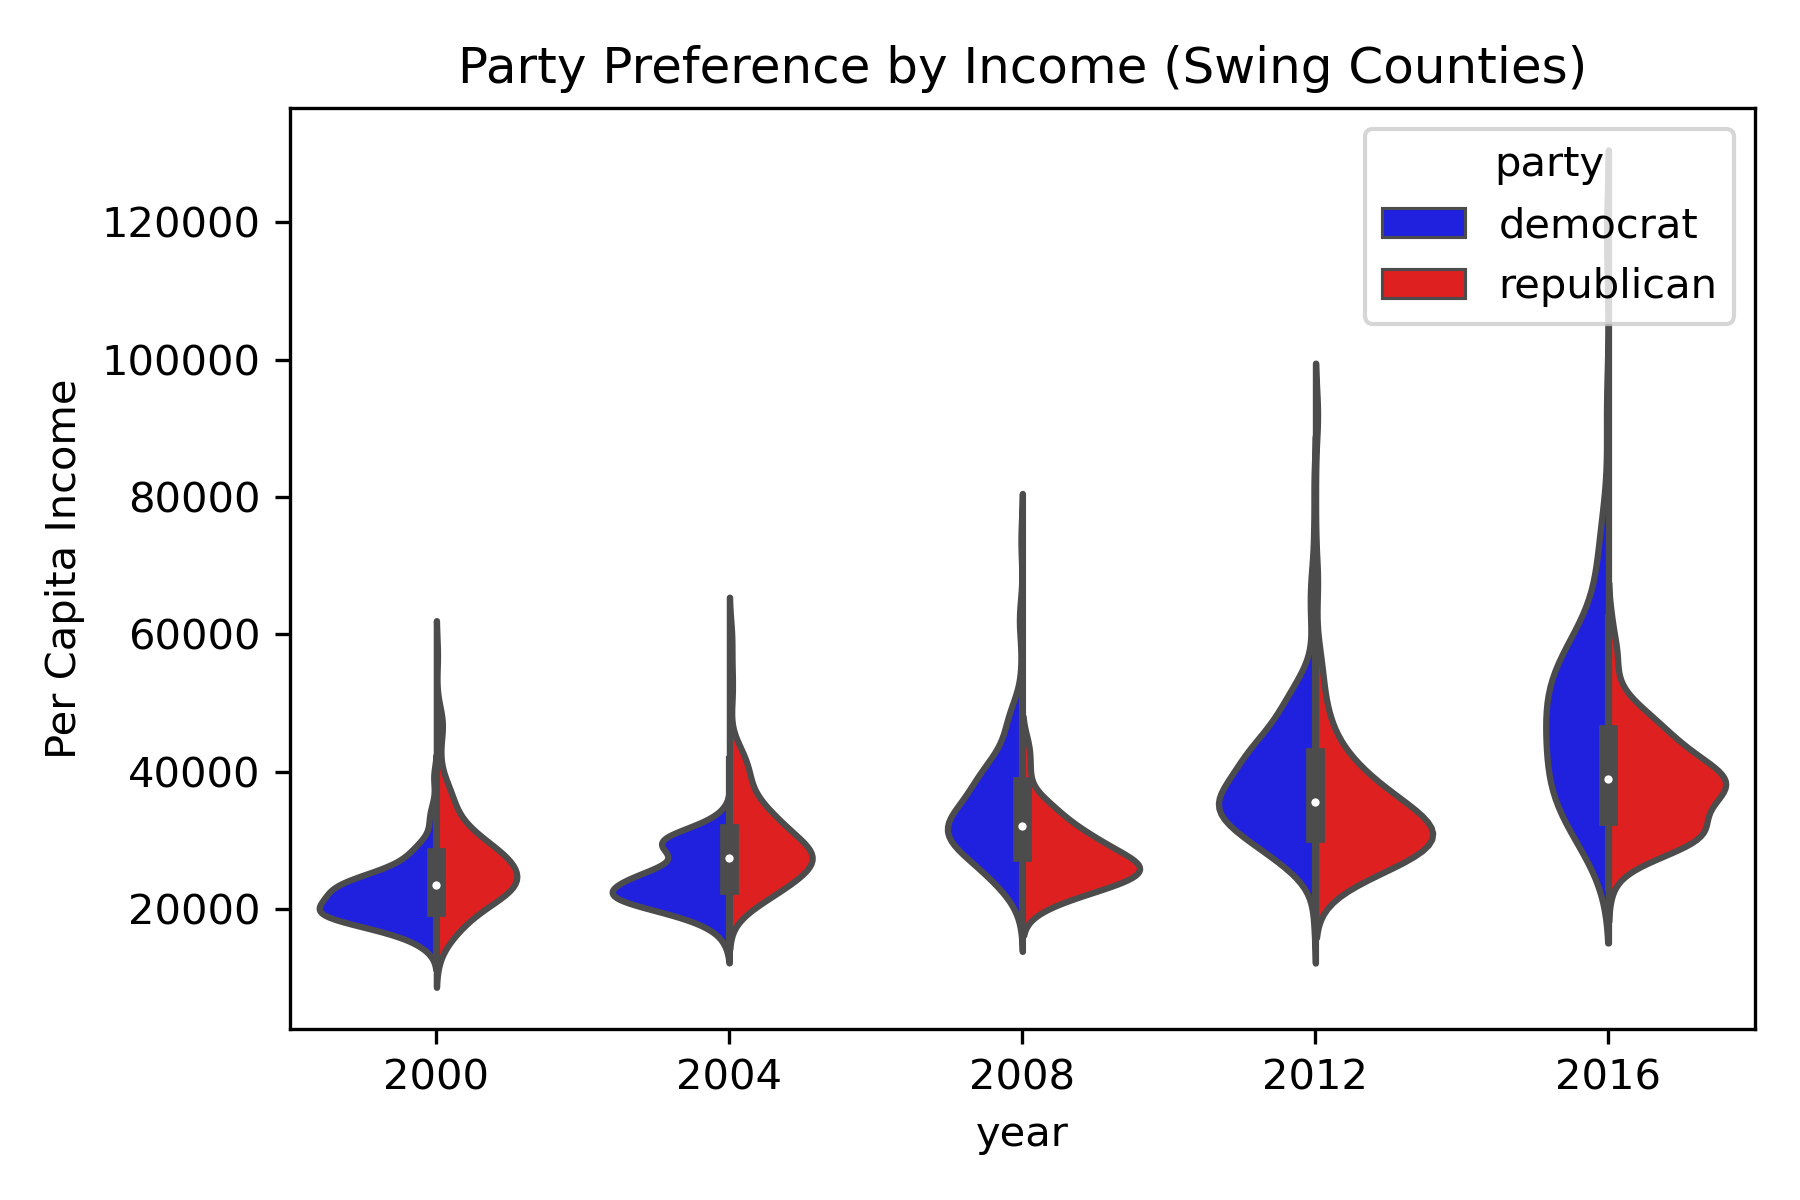 Party Preference by Income (Swing Counties)
party
democrat
republican
120000
100000
80000
60000
40000
20000
Per Capita Income
2000 2004 2008 2012 2016
year